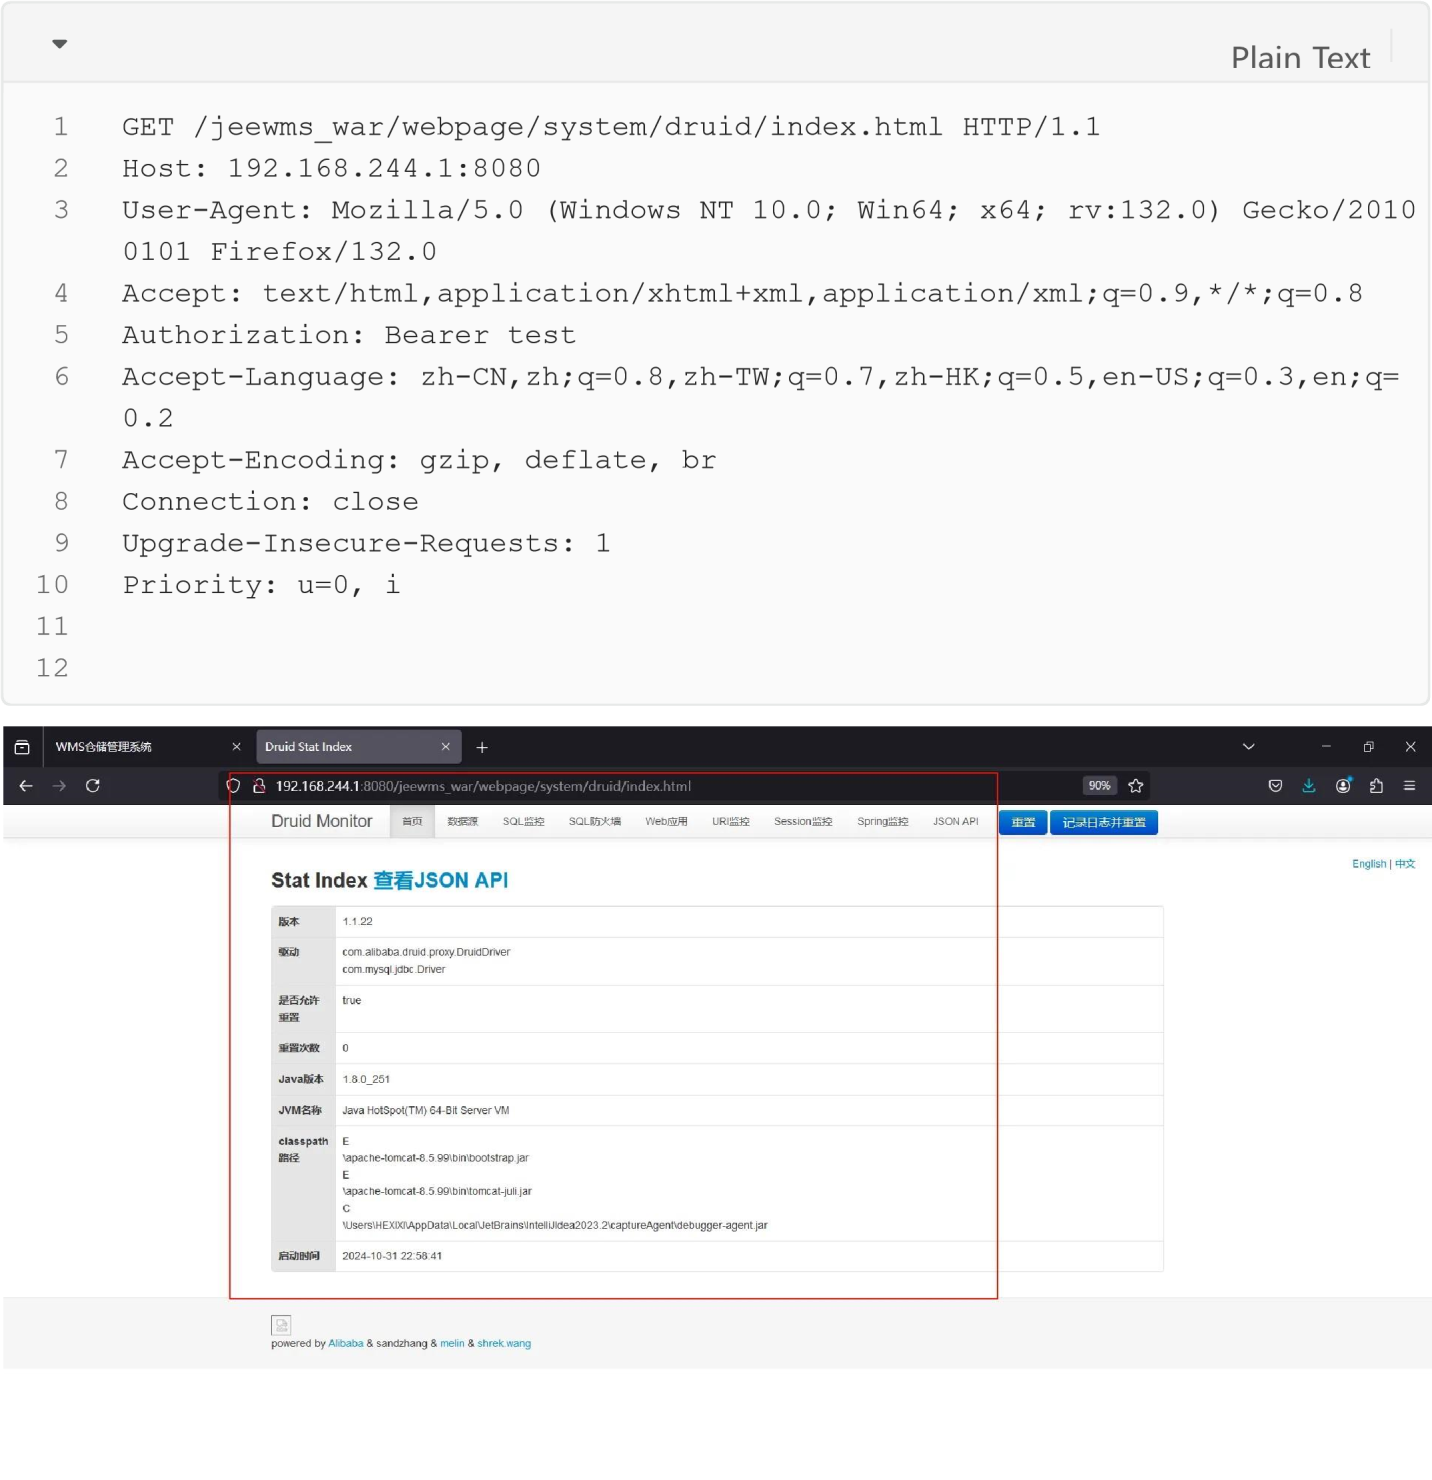 Plain Text
1 GET /jeewms_war/webpage/system/druid/index.html HTTP/1.1
2 Host: 192.168.244.1:8080
3 User-Agent: Mozilla/5.0 (Windows NT 10.0; Win64; x64; rv:132.0) Gecko/2010
0101 Firefox/132.0
4 Accept: text/html,application/xhtml+xml,application/xml;q=0.9,*/*;q=0.8
5 Authorization: Bearer test
6 Accept-Language: zh-CN,zh;q=0.8,zh-TW;q=0.7,zh-HK;q=0.5,en-US;q=0.3,en;q=
0.2
7 Accept-Encoding: gzip, deflate, br
8 Connection: close
9 Upgrade-Insecure-Requests: 1
10 Priority: u=0, i
11
12
WMS仓储管理系统 Druid Stat Index
192.168.244.1:8080/jeewms_war/webpage/system/druid/index.html 90%
Druid Monitor 首页 数据源 SQL监控 SQL防火墙 Web应用 URI监控 Session监控 Spring监控 JSON API 重置 记录日志并重置
English | 中文
Stat Index 查看JSON API
版本 1.1.22
驱动 com.alibaba.druid.proxy.DruidDriver
com.mysql.jdbc.Driver
是否允许 true
重置
重置次数 0
Java版本 1.8.0_251
JVM名称 Java HotSpot(TM) 64-Bit Server VM
classpath E
路径 \apache-tomcat-8.5.99\bin\bootstrap.jar
E
\apache-tomcat-8.5.99\bin\tomcat-juli.jar
C
\Users\HEXIXI\AppData\Local\JetBrains\IntelliJIdea2023.2\captureAgent\debugger-agent.jar
启动时间 2024-10-31 22:58:41
powered by Alibaba & sandzhang & melin & shrek.wang